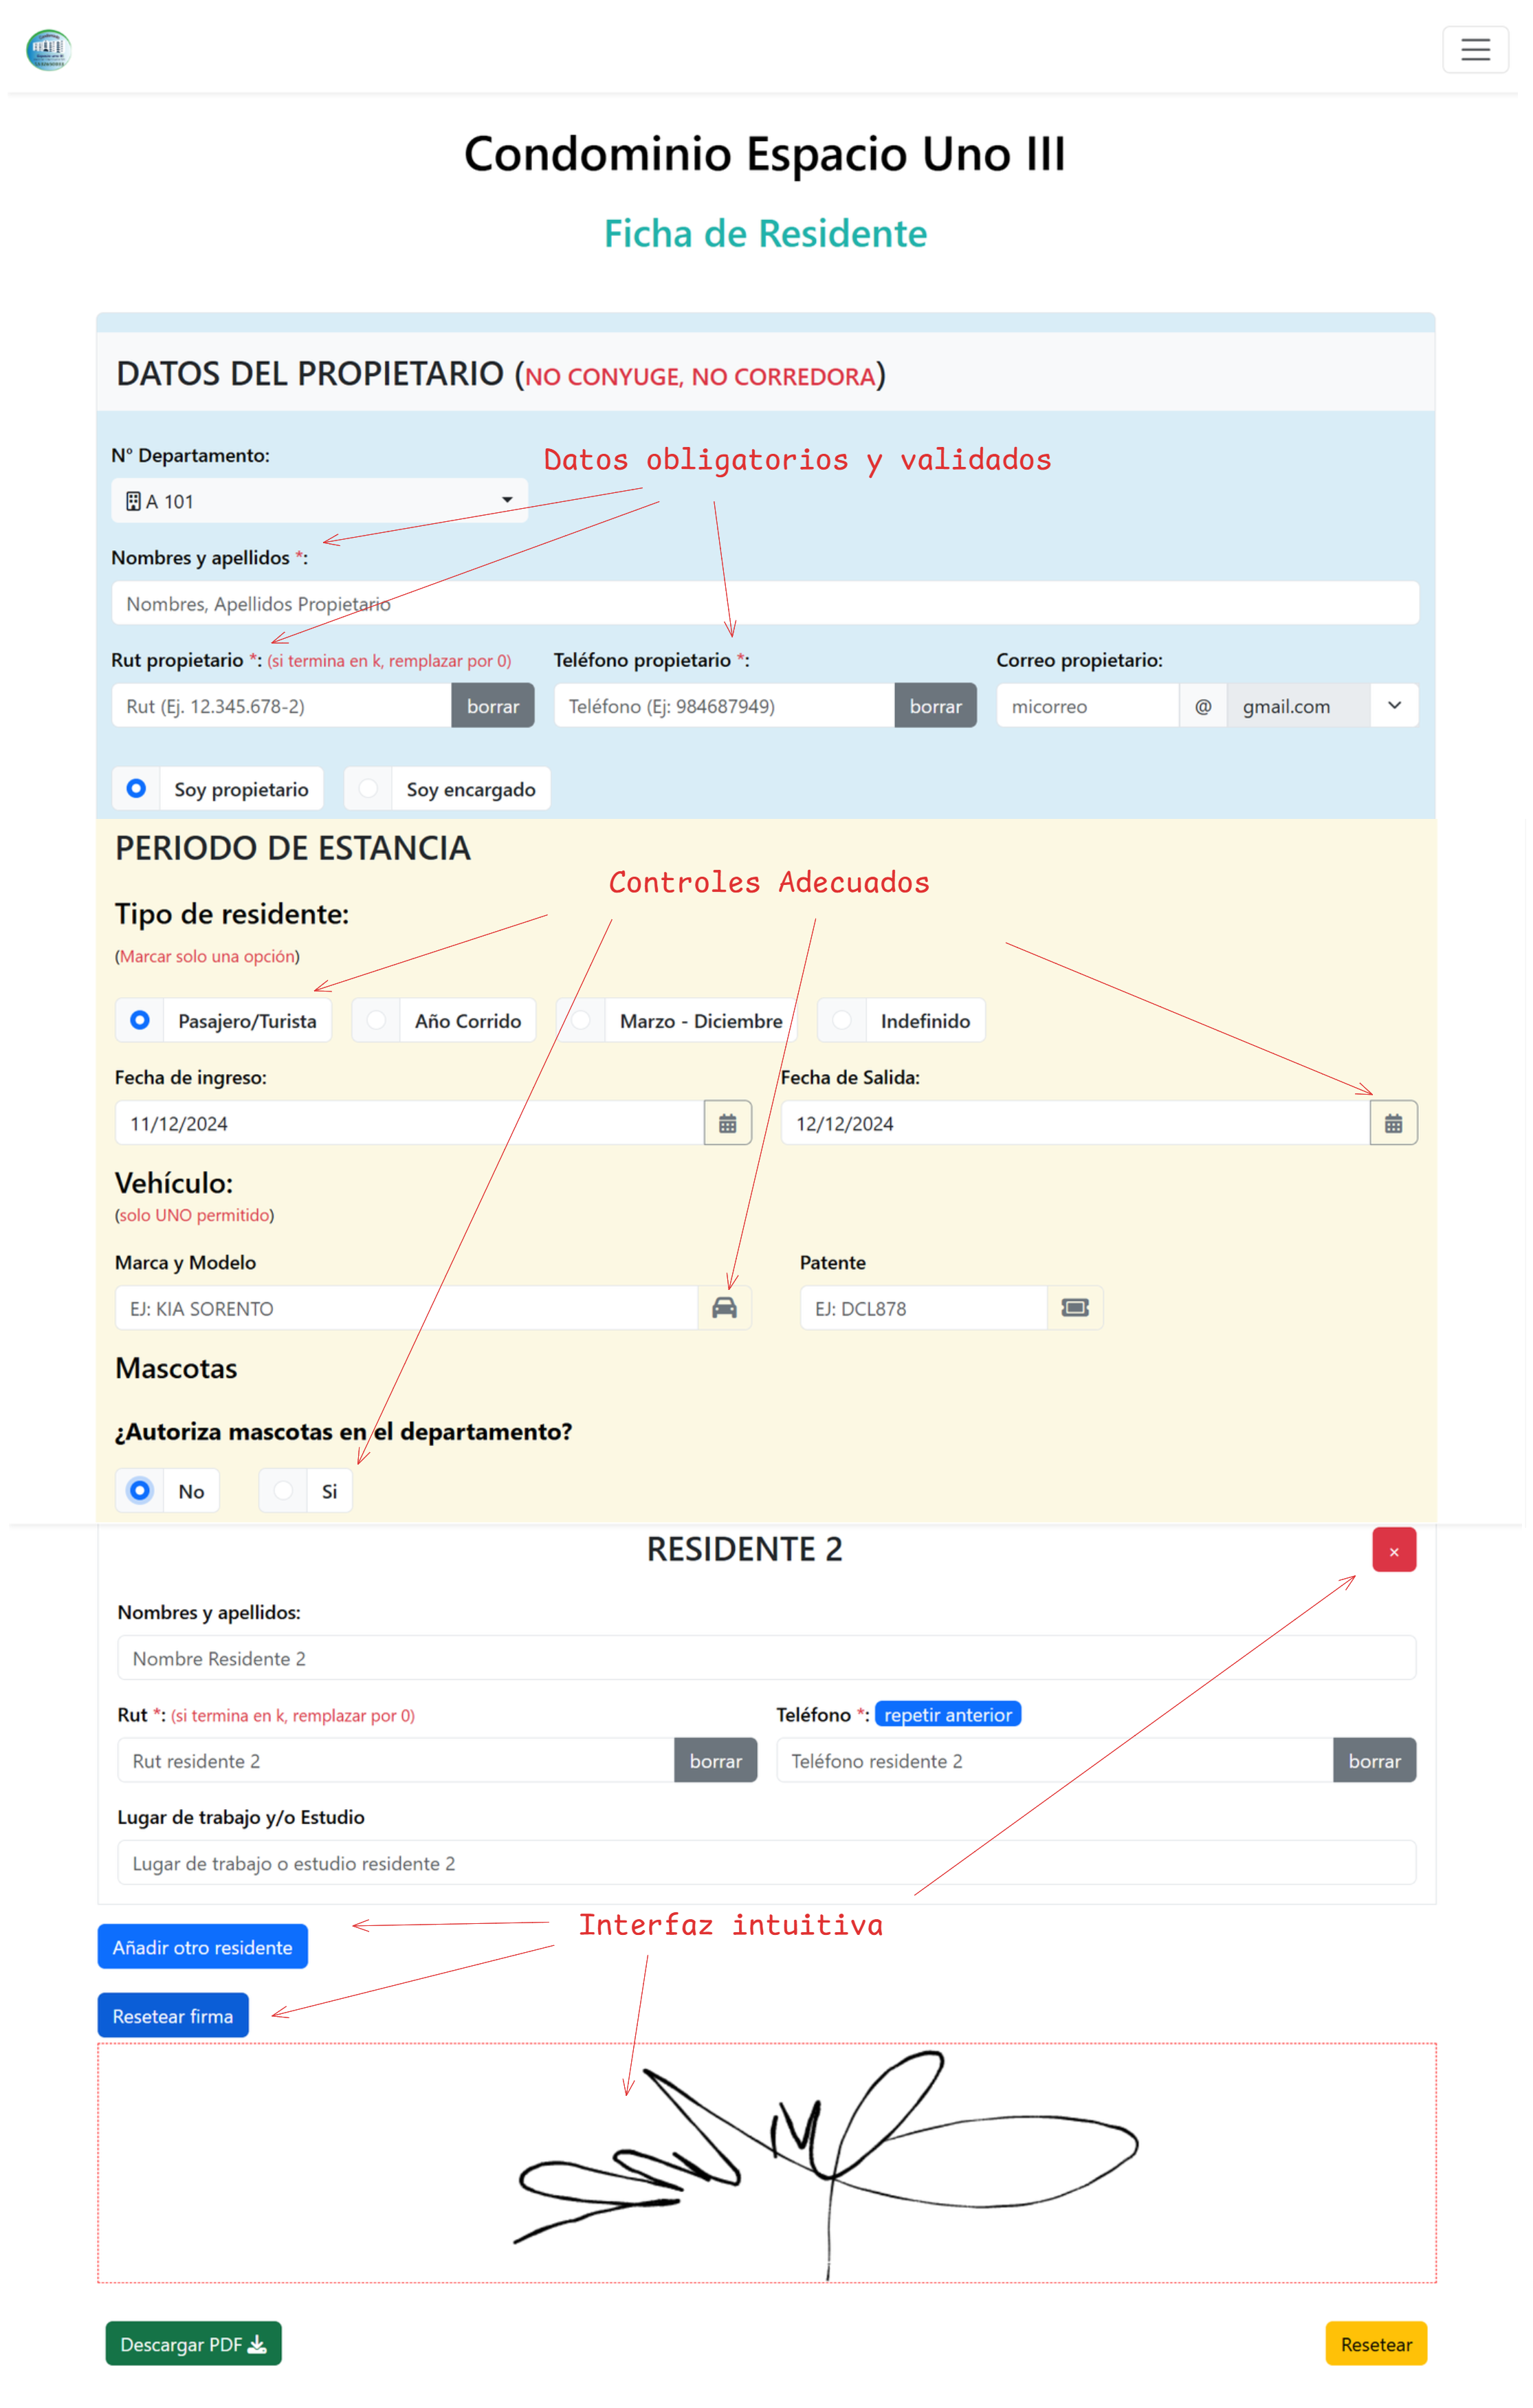 Condominio Espacio Uno III
Ficha de Residente
DATOS DEL PROPIETARIO (NO CONYUGE, NO CORREDORA)
N° Departamento:
Datos obligatorios y validados
A 101
Nombres y apellidos *:
Nombres, Apellidos Propietario
Rut propietario *: (si termina en k, remplazar por 0)
Teléfono propietario *:
Correo propietario:
Rut (Ej. 12.345.678-2) borrar
Teléfono (Ej: 984687949) borrar
micorreo @ gmail.com
Soy propietario
Soy encargado
PERIODO DE ESTANCIA
Controles Adecuados
Tipo de residente:
(Marcar solo una opción)
Pasajero/Turista
Año Corrido
Marzo - Diciembre
Indefinido
Fecha de ingreso:
Fecha de Salida:
11/12/2024
12/12/2024
Vehículo:
(solo UNO permitido)
Marca y Modelo
Patente
EJ: KIA SORENTO
EJ: DCL878
Mascotas
¿Autoriza mascotas en el departamento?
No
Si
RESIDENTE 2
×
Nombres y apellidos:
Nombre Residente 2
Rut *: (si termina en k, remplazar por 0)
Teléfono *: repetir anterior
Rut residente 2 borrar
Teléfono residente 2 borrar
Lugar de trabajo y/o Estudio
Lugar de trabajo o estudio residente 2
Interfaz intuitiva
Añadir otro residente
Resetear firma
Descargar PDF
Resetear